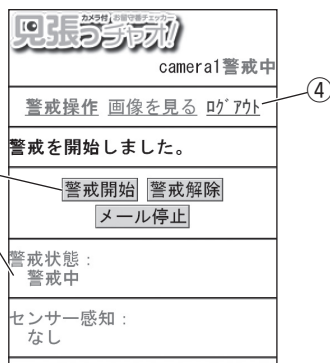 カメラ付き お留守番チェッカー
見張っチャオ!
camera1警戒中
警戒操作 画像を見る ログアウト
④
警戒を開始しました。
警戒開始 警戒解除
メール停止
警戒状態:
警戒中
センサー感知:
なし